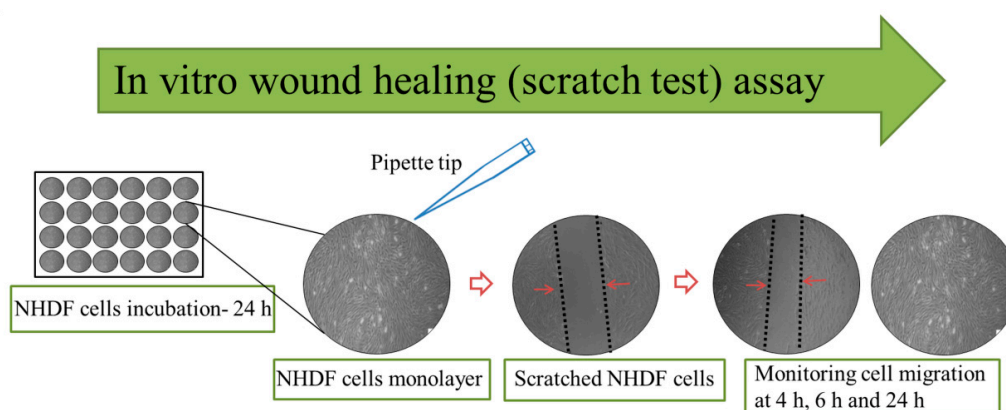 In vitro wound healing (scratch test) assay
Pipette tip
NHDF cells incubation- 24 h
NHDF cells monolayer
Scratched NHDF cells
Monitoring cell migration
at 4 h, 6 h and 24 h